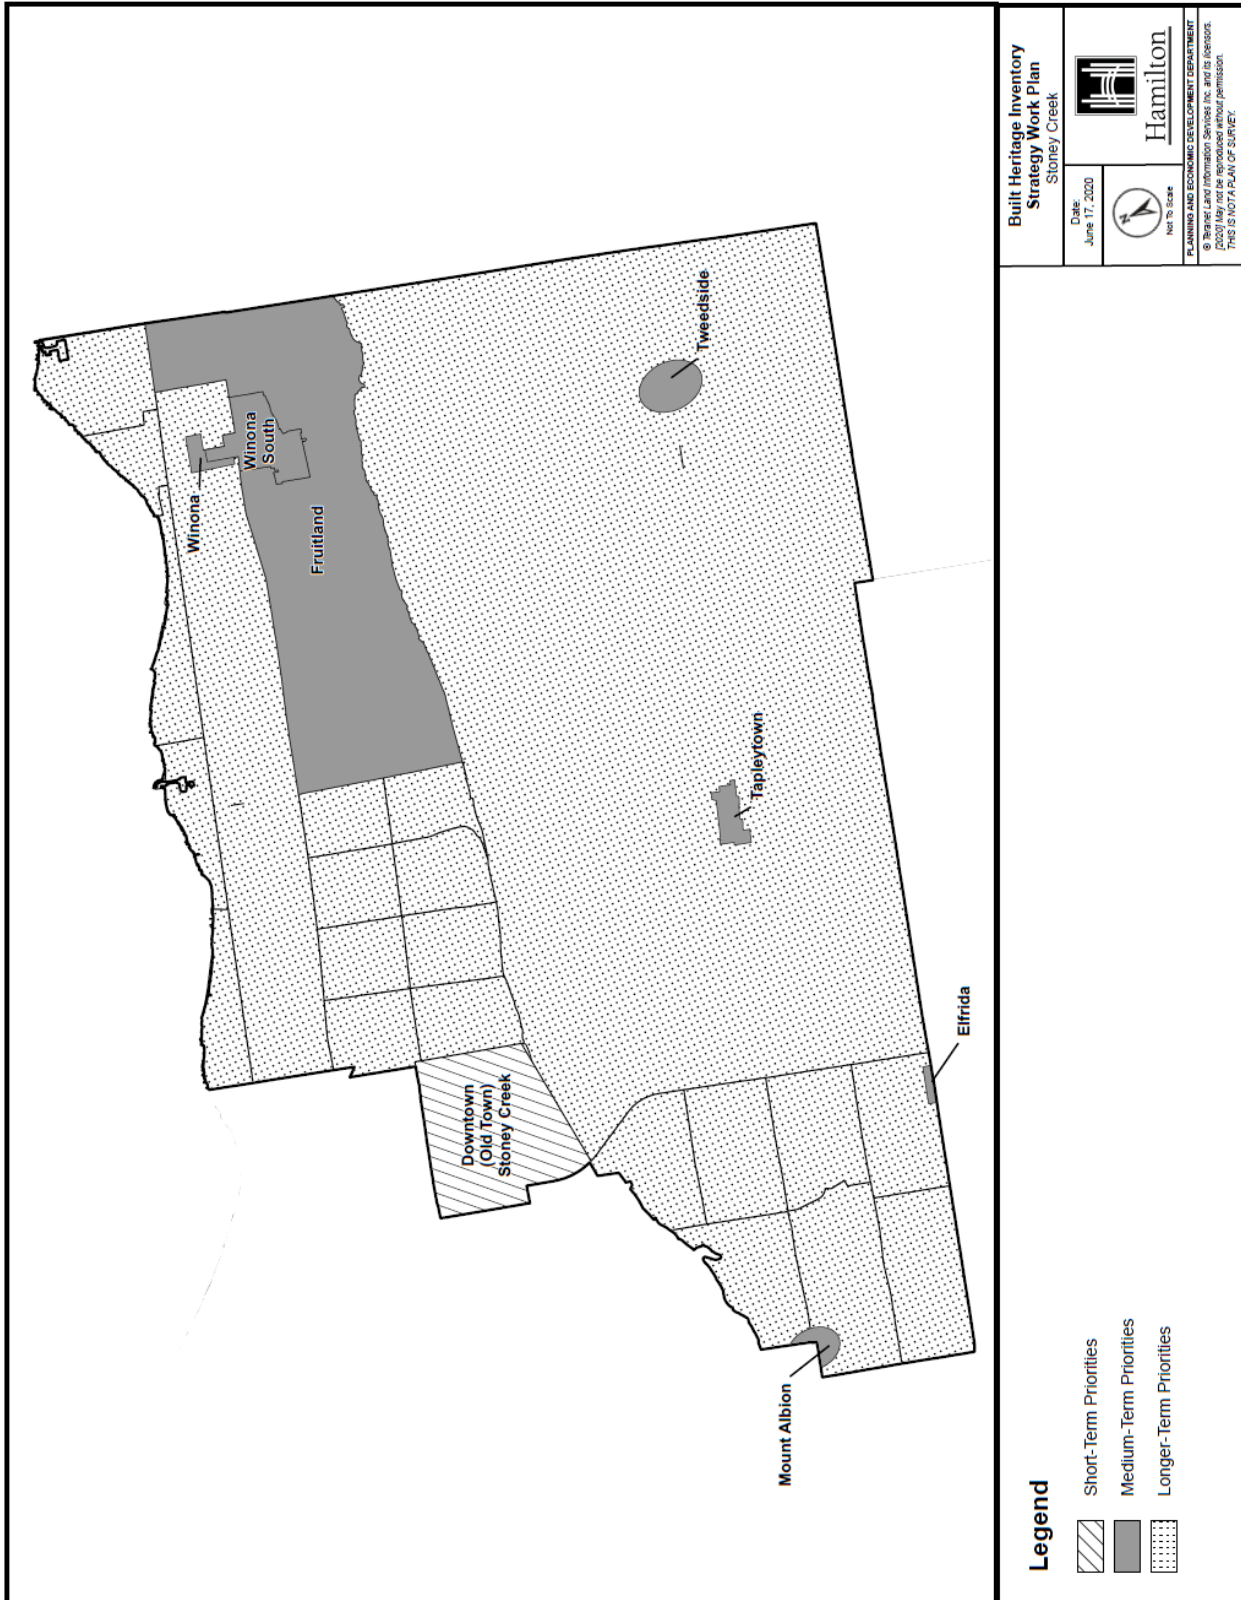 Winona
Winona
South
Fruitland
Tweedside
Tapleytown
Downtown
(Old Town)
Stoney Creek
Elfrida
Mount Albion
Legend
Short-Term Priorities
Medium-Term Priorities
Longer-Term Priorities
Built Heritage Inventory
Strategy Work Plan
Stoney Creek
Date:
June 17, 2020
N
Not To Scale
Hamilton
PLANNING AND ECONOMIC DEVELOPMENT DEPARTMENT
© Teranet Land Information Services Inc. and its licensors.
[2020] May not be reproduced without permission.
THIS IS NOT A PLAN OF SURVEY.